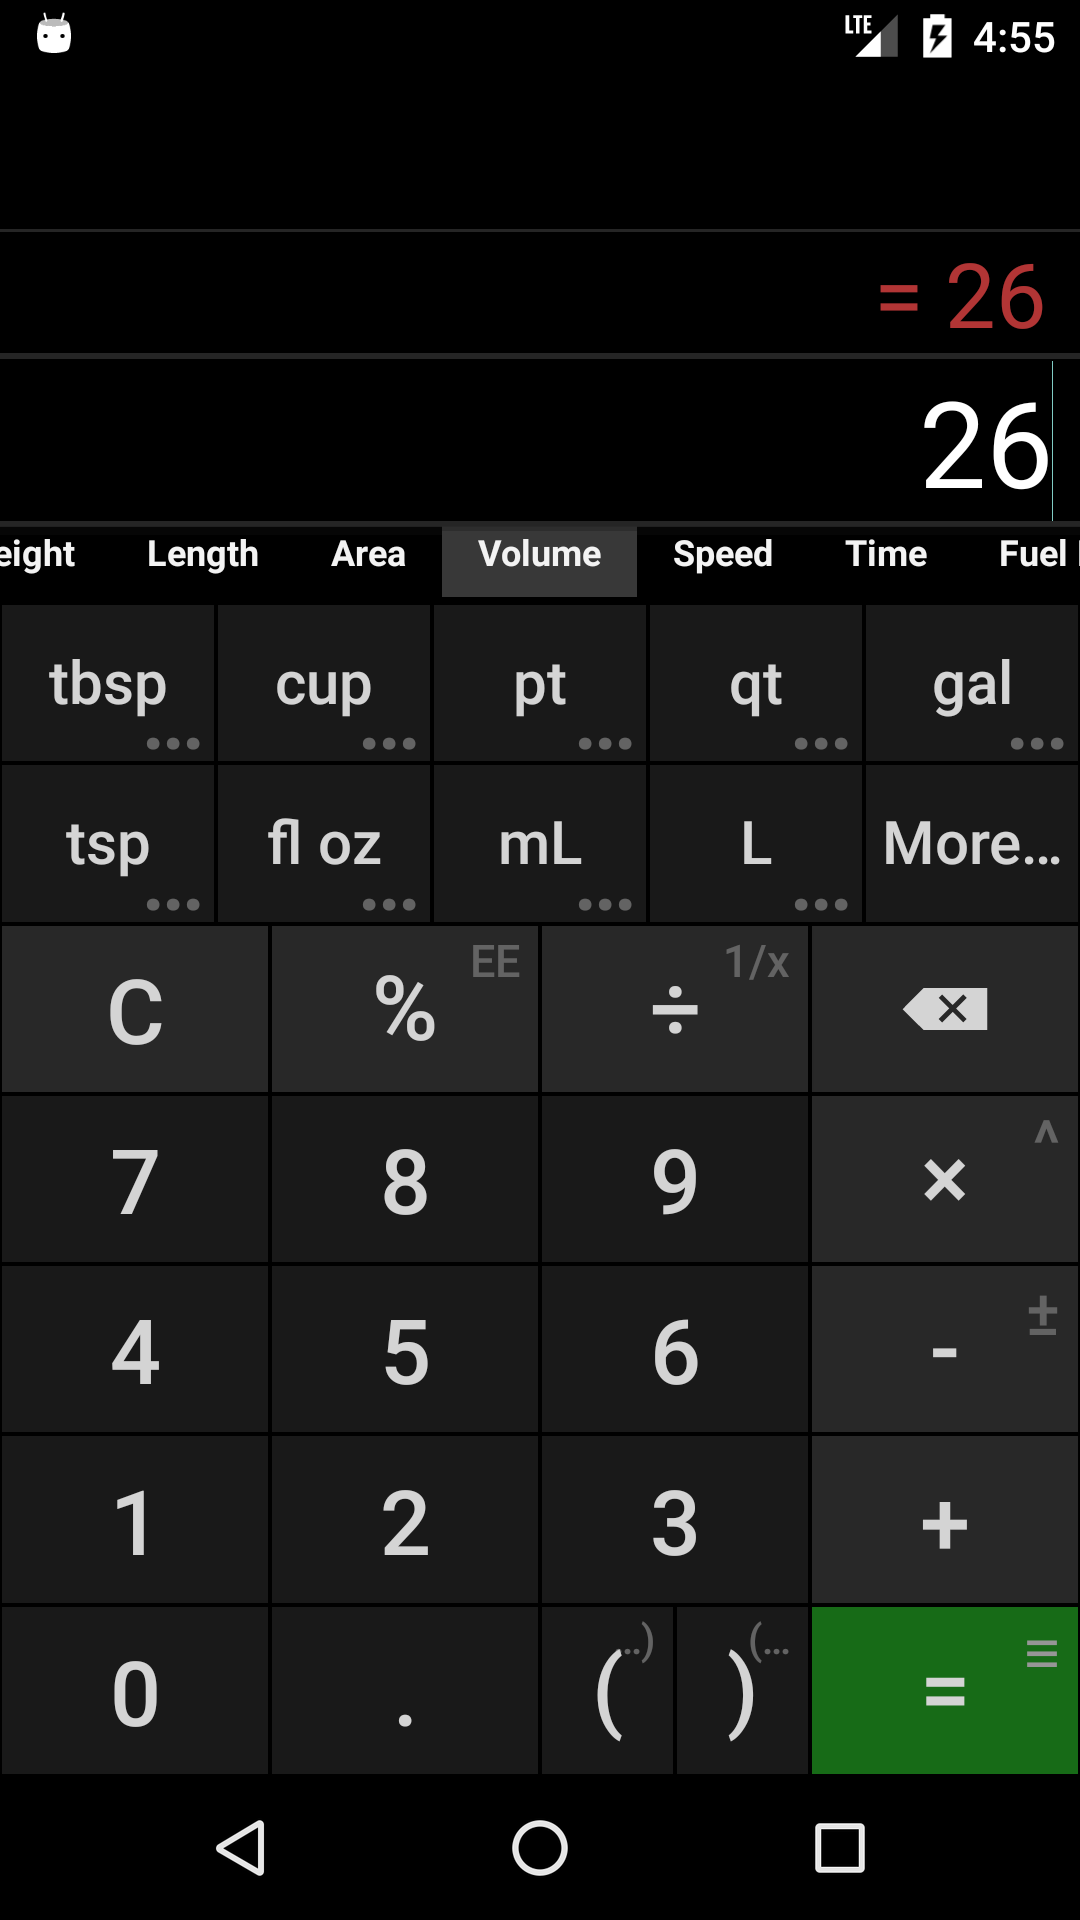 LTE 4:55
= 26
26
eight Length Area Volume Speed Time Fuel
tbsp cup pt qt gal
tsp fl oz mL L More...
C % EE ÷ 1/x
7 8 9 × ^
4 5 6 - ±
1 2 3 +
0 . ( ..) ) (... =